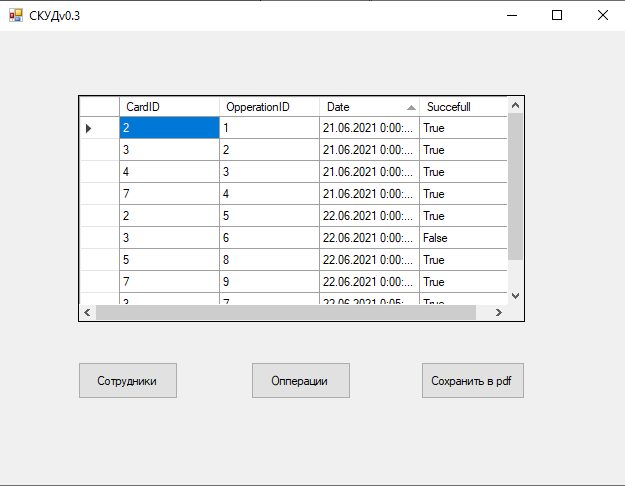 СКУДv0.3
CardID OpperationID Date Succefull
2 1 21.06.2021 0:00:... True
3 2 21.06.2021 0:00:... True
4 3 21.06.2021 0:00:... True
7 4 21.06.2021 0:00:... True
2 5 22.06.2021 0:00:... True
3 6 22.06.2021 0:00:... False
5 8 22.06.2021 0:00:... True
7 9 22.06.2021 0:00:... True
3 7 22.06.2021 0:05:... True
Сотрудники Опперации Сохранить в pdf